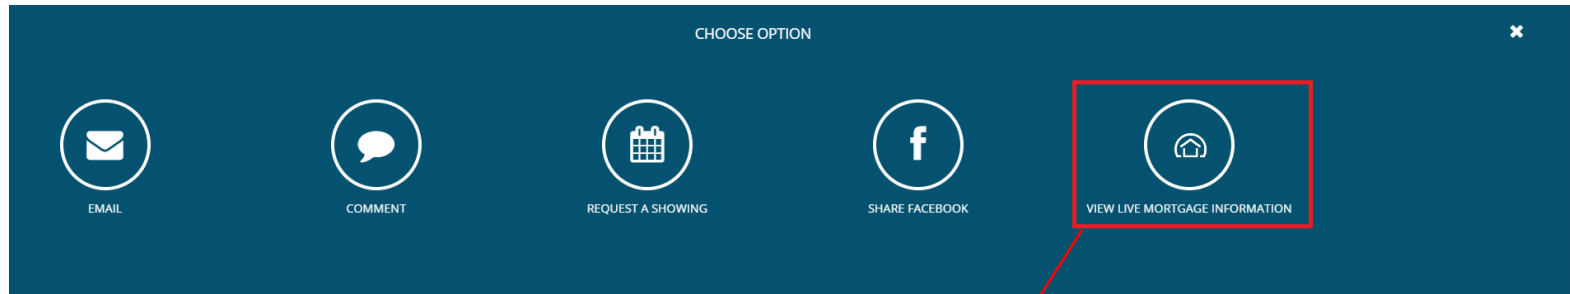 CHOOSE OPTION
EMAIL
COMMENT
REQUEST A SHOWING
SHARE FACEBOOK
VIEW LIVE MORTGAGE INFORMATION